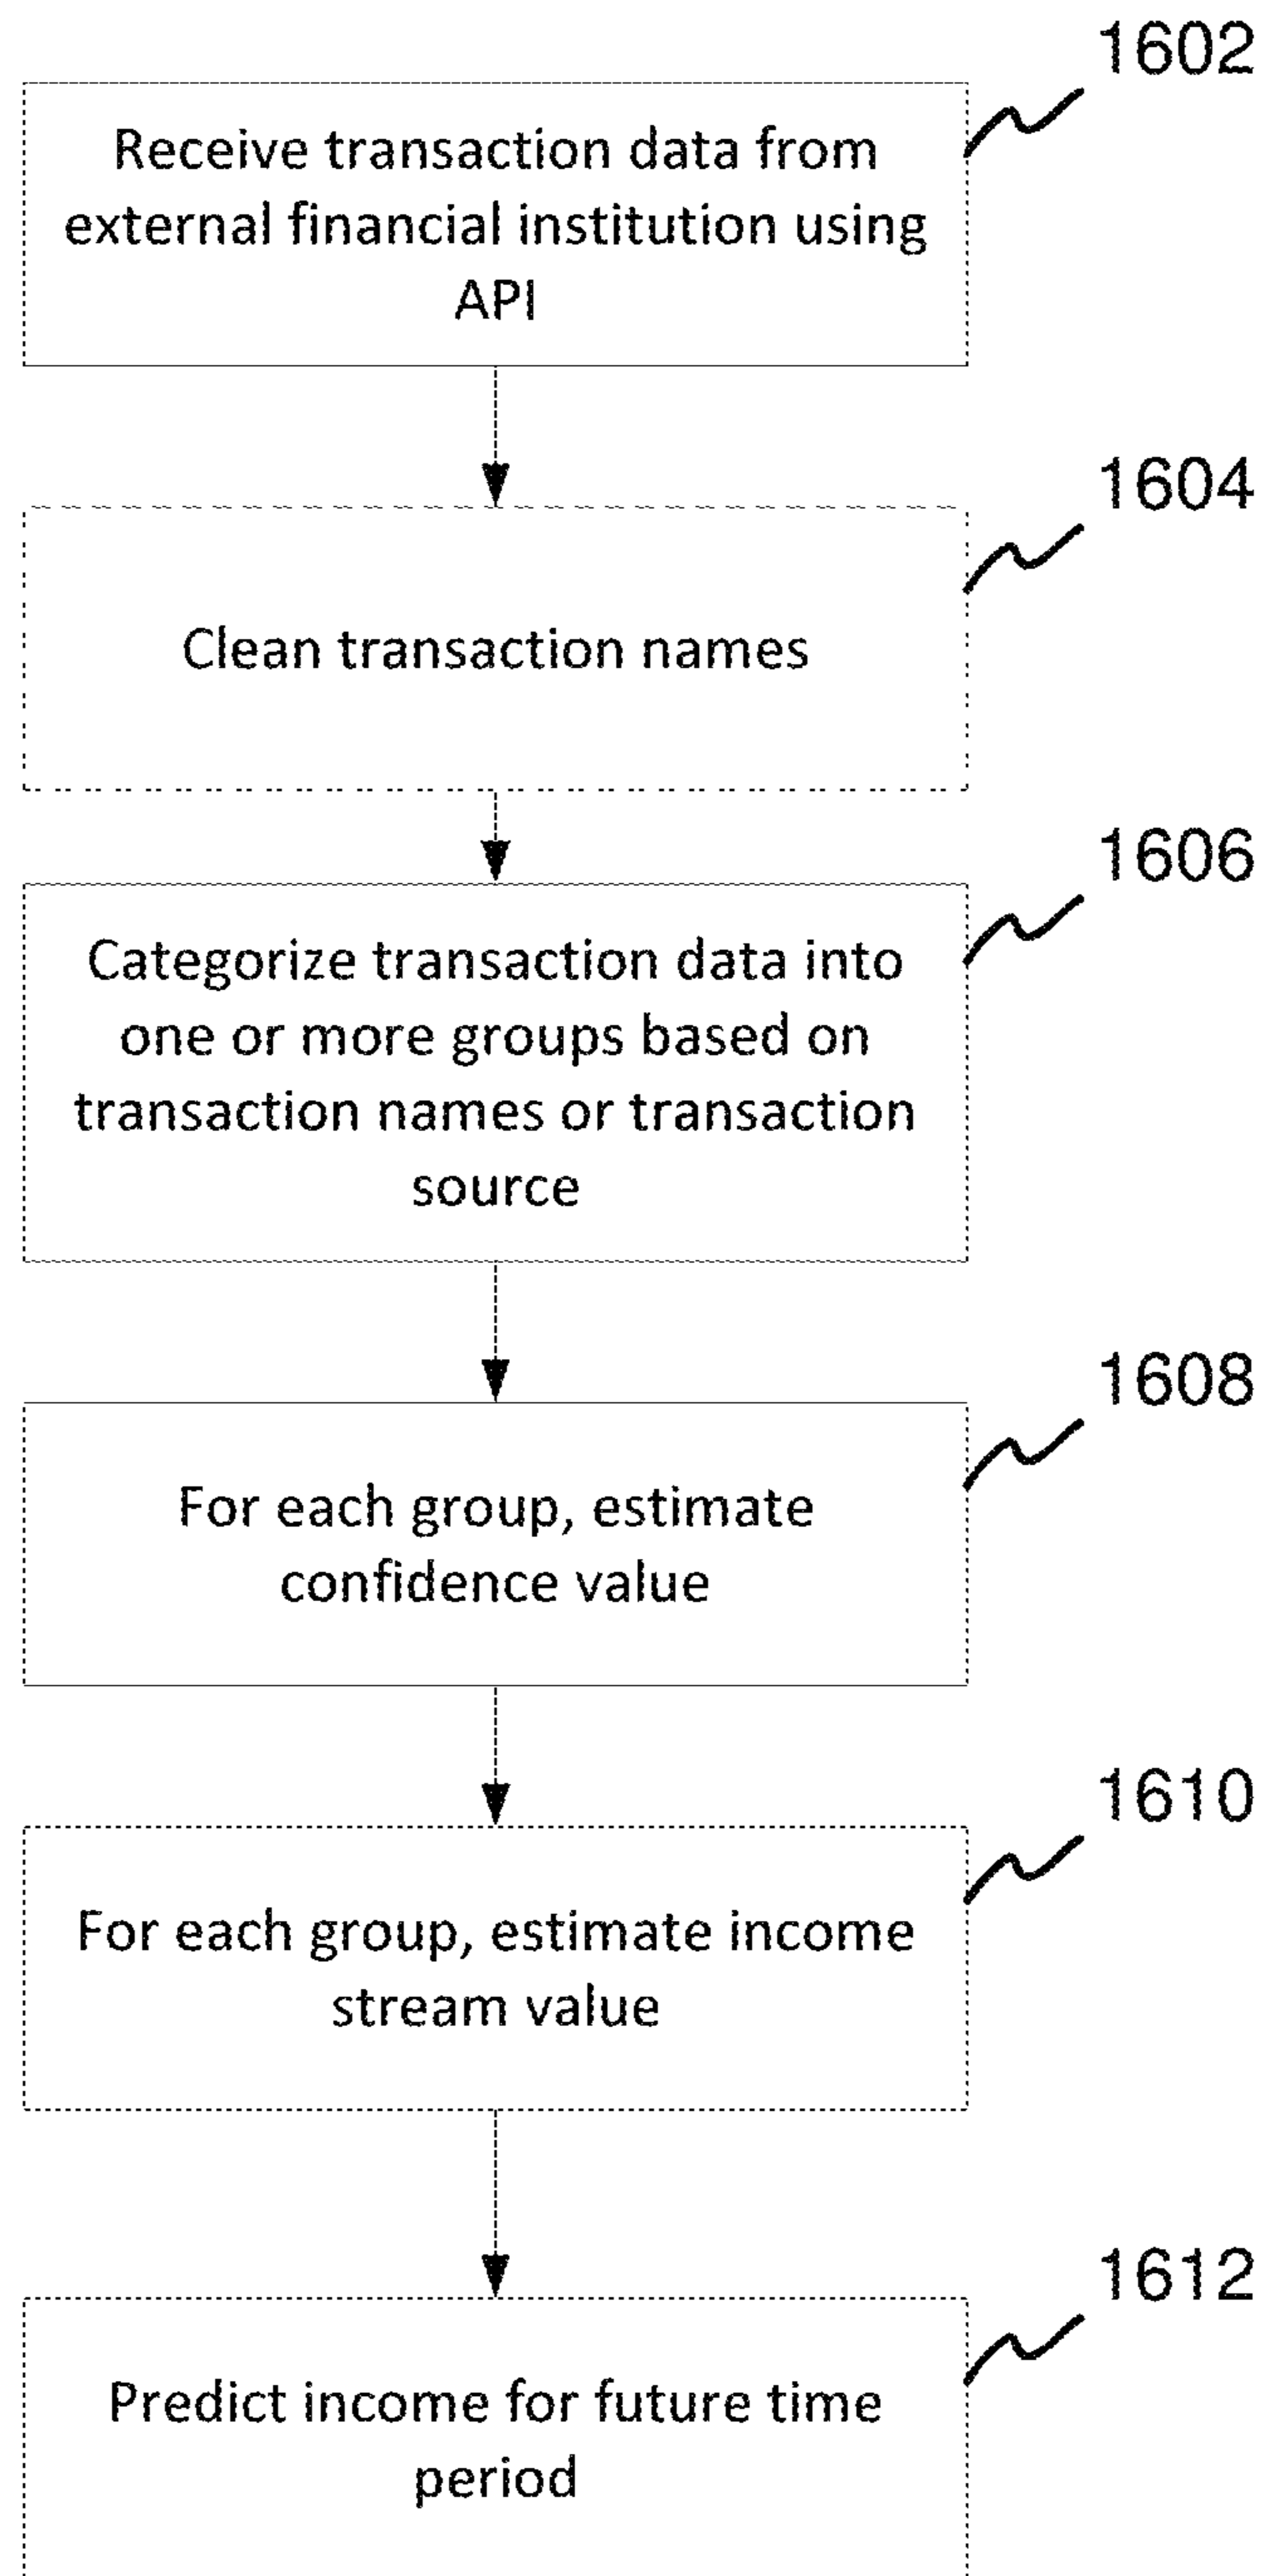 1602
Receive transaction data from
external financial institution using
API
1604
Clean transaction names
1606
Categorize transaction data into
one or more groups based on
transaction names or transaction
source
1608
For each group, estimate
confidence value
1610
For each group, estimate income
stream value
1612
Predict income for future time
period